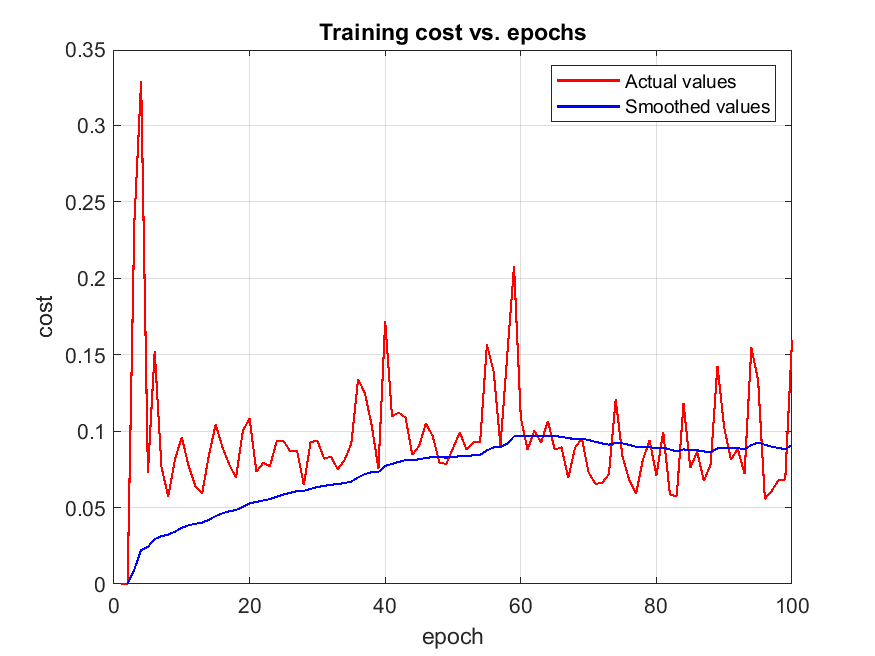 Training cost vs. epochs
0.35
0.3
0.25
0.2
0.15
0.1
0.05
0
cost
Actual values
Smoothed values
0 20 40 60 80 100
epoch